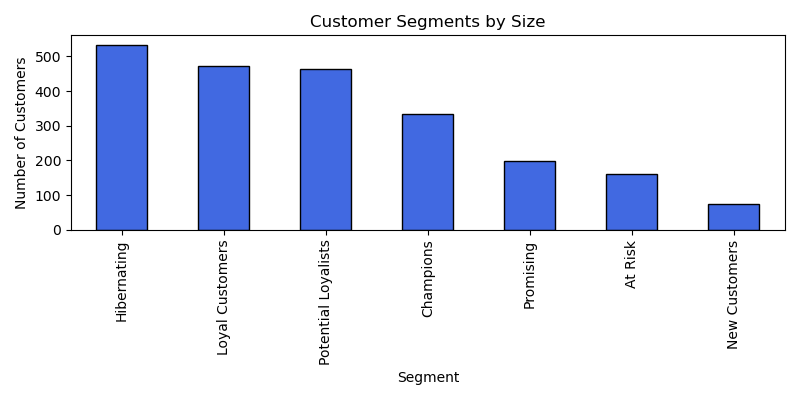 Customer Segments by Size
Number of Customers
500
400
300
200
100
0
Hibernating
Loyal Customers
Potential Loyalists
Champions
Promising
At Risk
New Customers
Segment